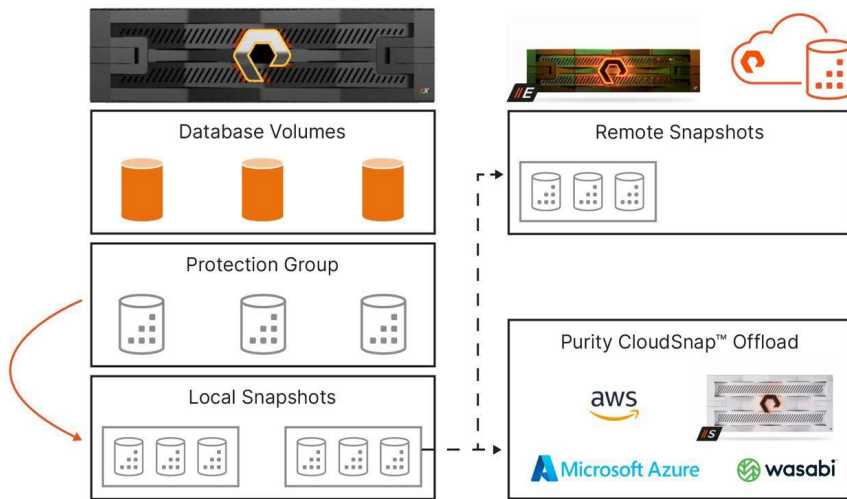 //X
Database Volumes
Protection Group
Local Snapshots
//E
Remote Snapshots
Purity CloudSnap™ Offload
aws
//S
Microsoft Azure
wasabi